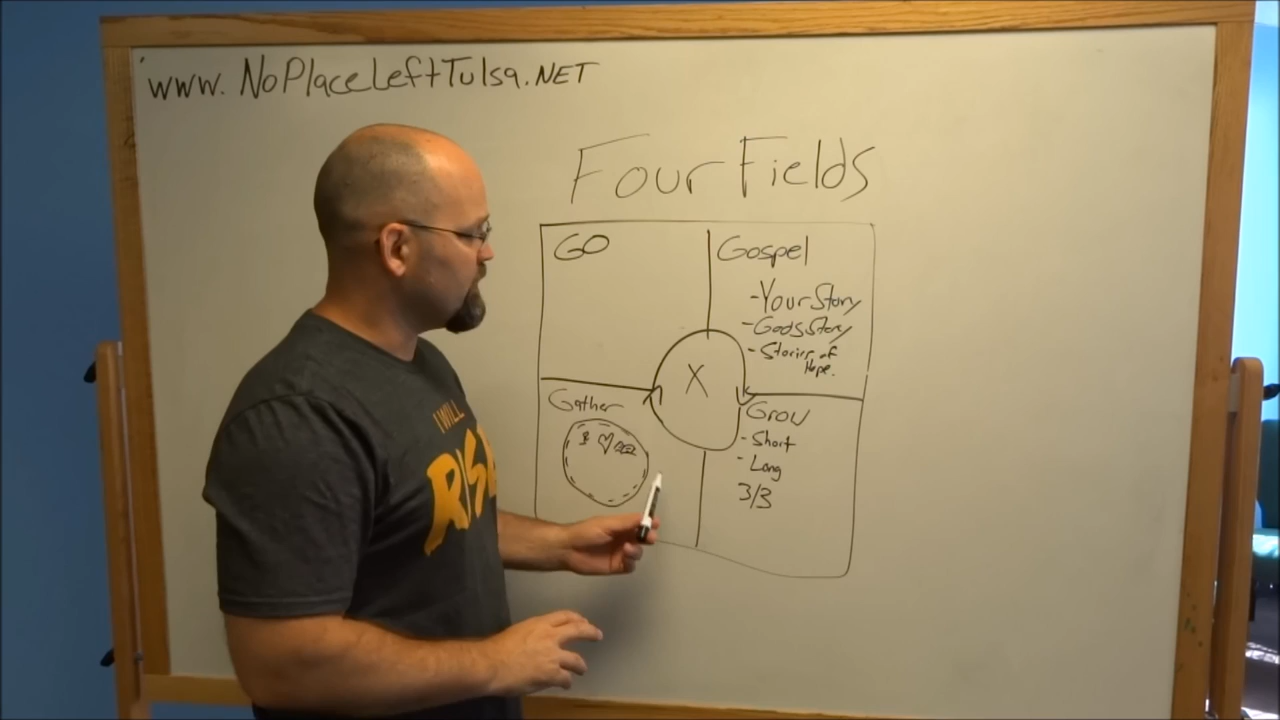 www. NoPlaceLeftTulsa.NET
Four Fields
GO
Gospel
- Your Story
- Gods Story
- Stories of
Hope.
X
Gather
Grow
- Short
- Long
3/3
I WILL
RISE